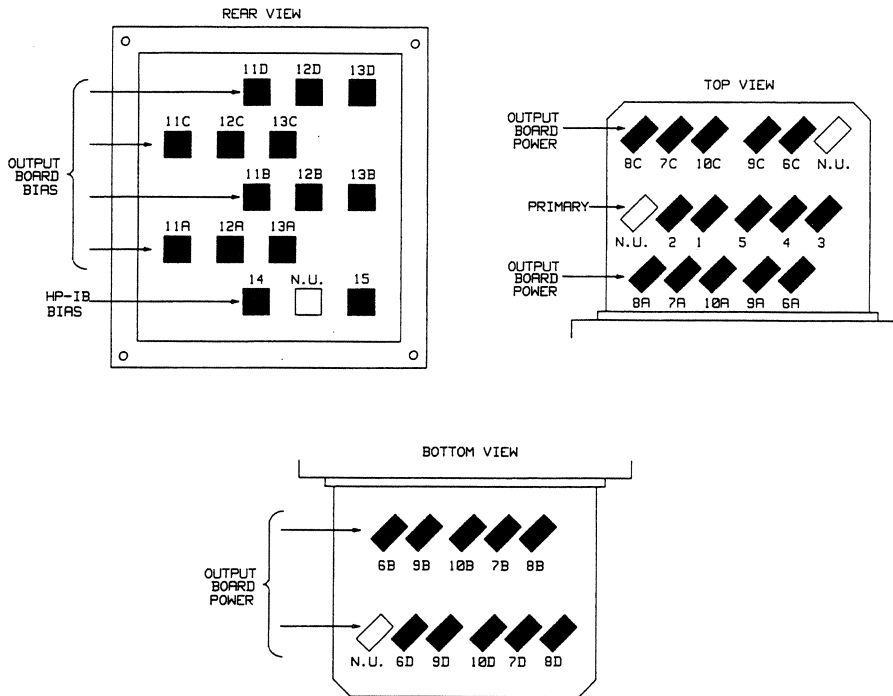 REAR VIEW
11D 12D 13D
11C 12C 13C
OUTPUT
BOARD
BIAS
11B 12B 13B
11A 12A 13A
14 N.U. 15
HP-IB
BIAS
TOP VIEW
OUTPUT
BOARD
POWER
8C 7C 10C 9C 6C N.U.
PRIMARY
N.U. 2 1 5 4 3
OUTPUT
BOARD
POWER
8A 7A 10A 9A 6A
BOTTOM VIEW
6B 9B 10B 7B 8B
OUTPUT
BOARD
POWER
N.U. 6D 9D 10D 7D 8D